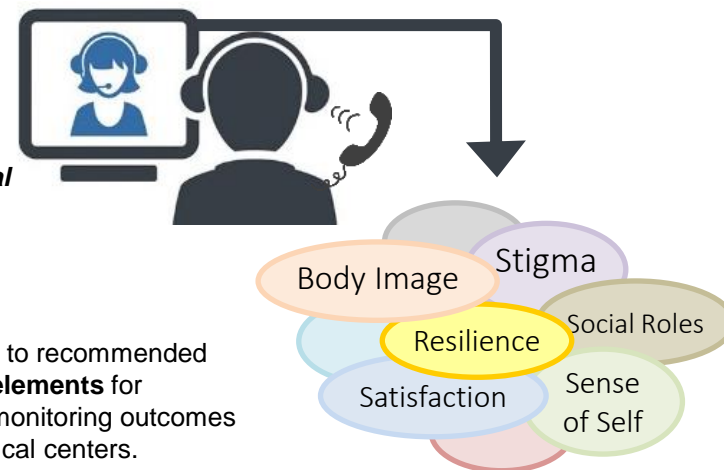 Body Image
Stigma
Social Roles
Resilience
Satisfaction
Sense
of Self
to recommended
elements for
monitoring outcomes
ical centers.